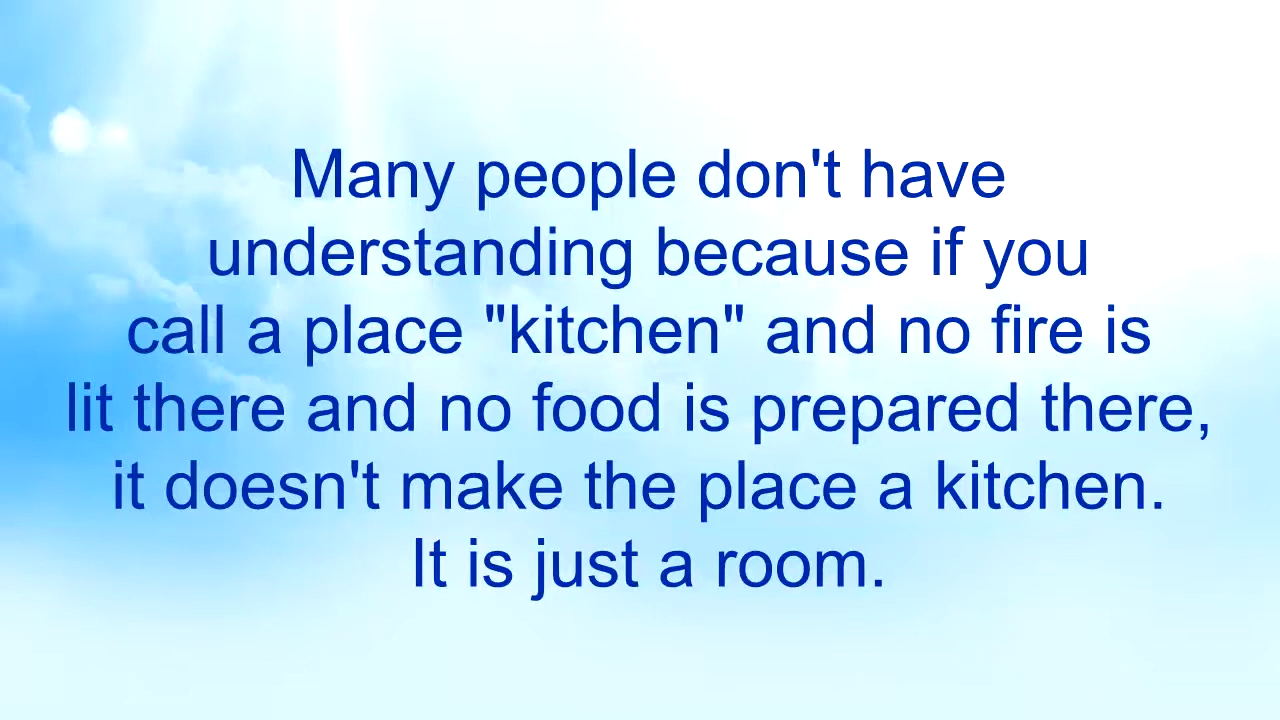 Many people don't have
understanding because if you
call a place "kitchen" and no fire is
lit there and no food is prepared there,
it doesn't make the place a kitchen.
It is just a room.